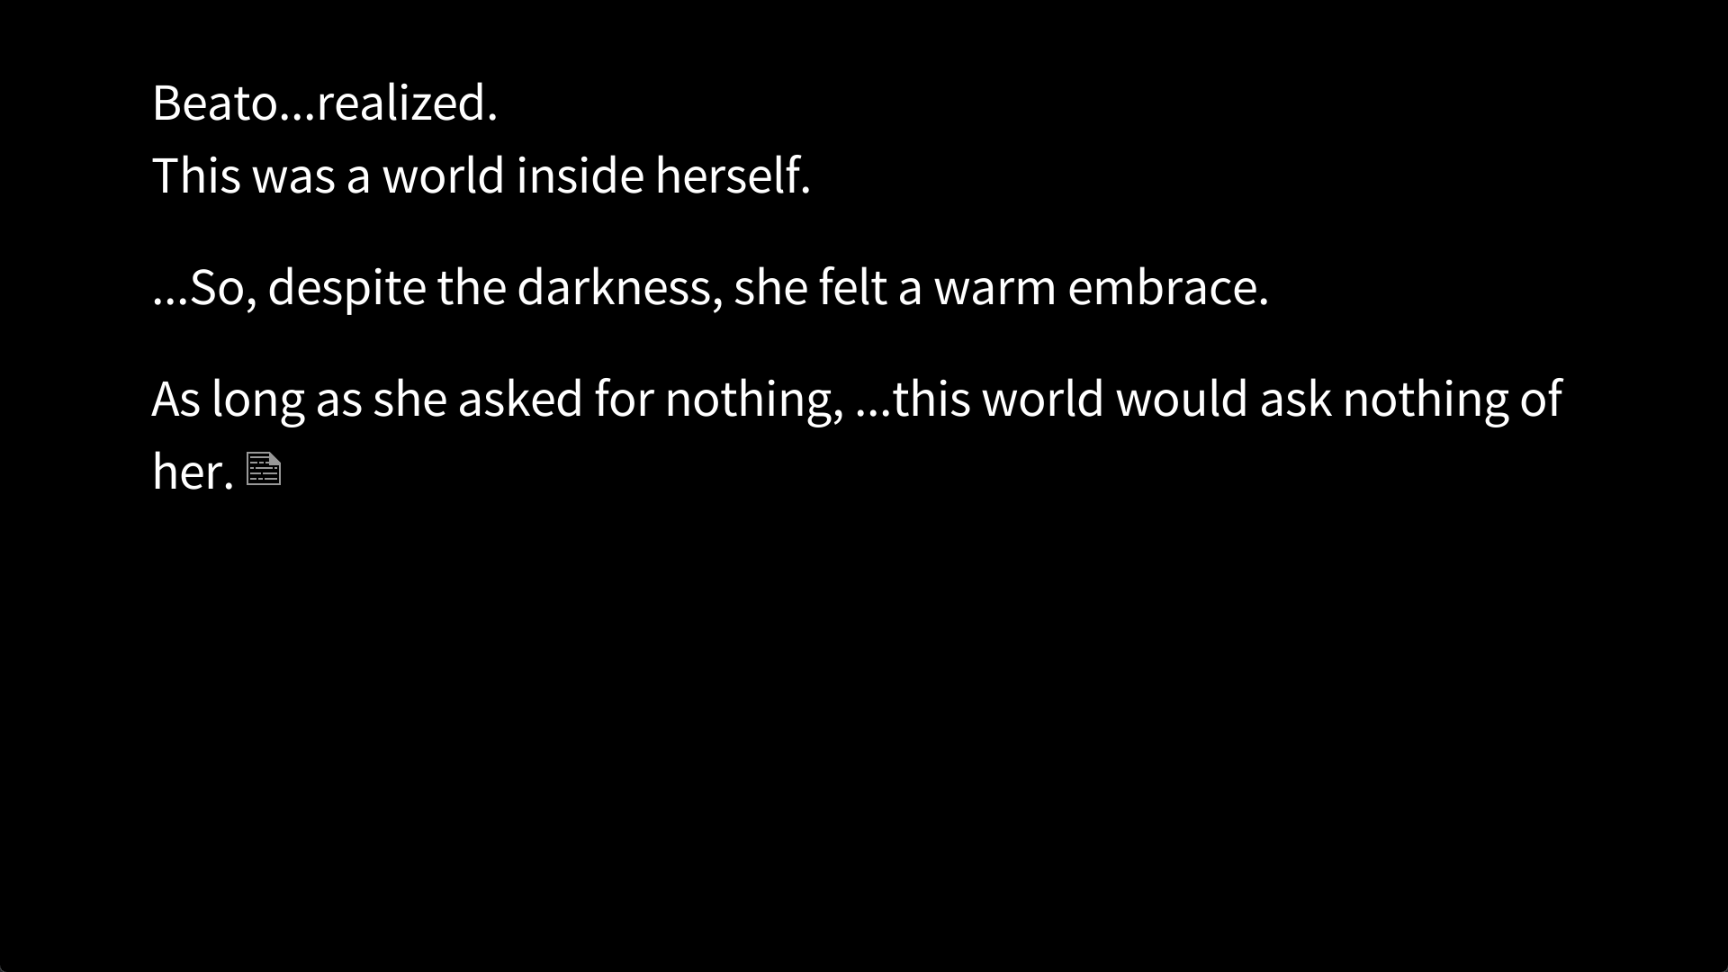 Beato...realized.
This was a world inside herself.
...So, despite the darkness, she felt a warm embrace.
As long as she asked for nothing, ...this world would ask nothing of
her.